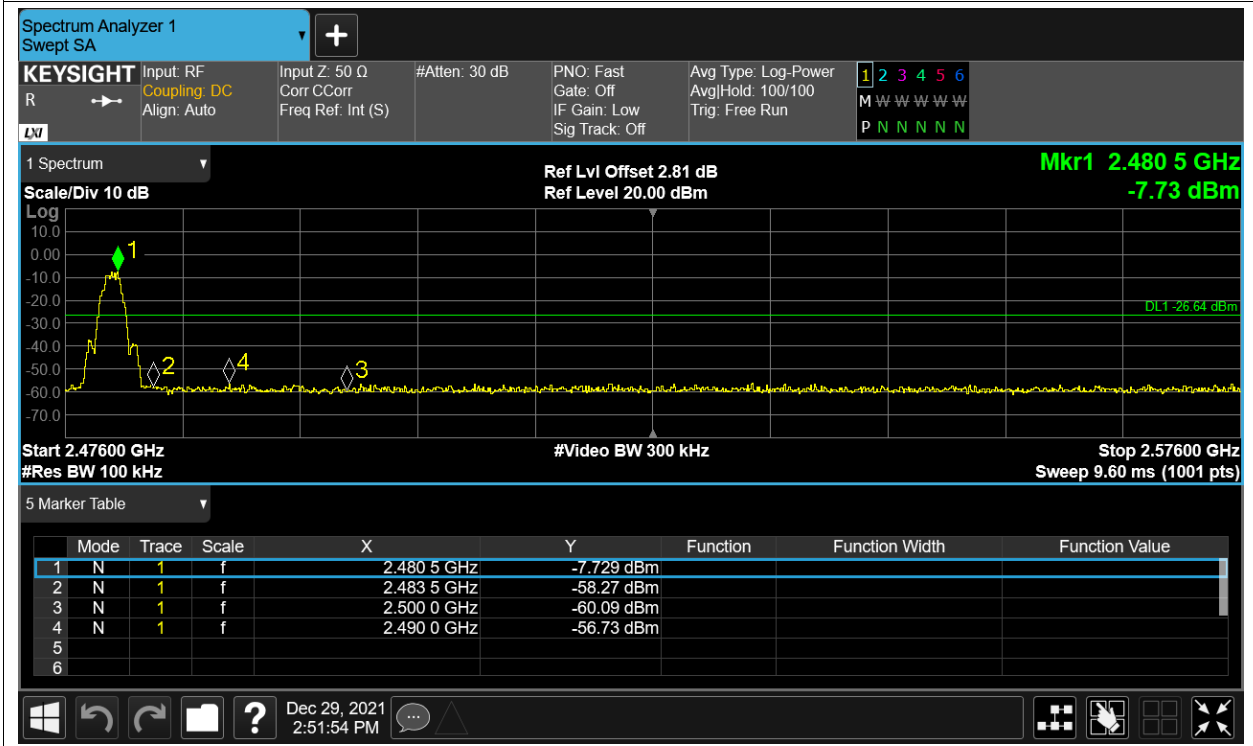 Spectrum Analyzer 1
Swept SA
+
KEYSIGHT Input: RF Input Z: 50 Ω #Atten: 30 dB PNO: Fast Avg Type: Log-Power 1 2 3 4 5 6
R Coupling: DC Corr CCorr Gate: Off Avg|Hold: 100/100 M W W W W W W
Align: Auto Freq Ref: Int (S) IF Gain: Low Trig: Free Run
LXI Sig Track: Off P N N N N N N
1 Spectrum Ref Lvl Offset 2.81 dB Mkr1 2.480 5 GHz
Scale/Div 10 dB Ref Level 20.00 dBm -7.73 dBm
Log
10.0
0.00 1
-10.0
-20.0
DL1 -26.64 dBm
-30.0
-40.0
-50.0 2 4 3
-60.0
-70.0
Start 2.47600 GHz #Video BW 300 kHz Stop 2.57600 GHz
#Res BW 100 kHz Sweep 9.60 ms (1001 pts)
5 Marker Table
Mode Trace Scale X Y Function Function Width Function Value
1 N 1 f 2.480 5 GHz -7.729 dBm
2 N 1 f 2.483 5 GHz -58.27 dBm
3 N 1 f 2.500 0 GHz -60.09 dBm
4 N 1 f 2.490 0 GHz -56.73 dBm
5
6
? Dec 29, 2021
2:51:54 PM